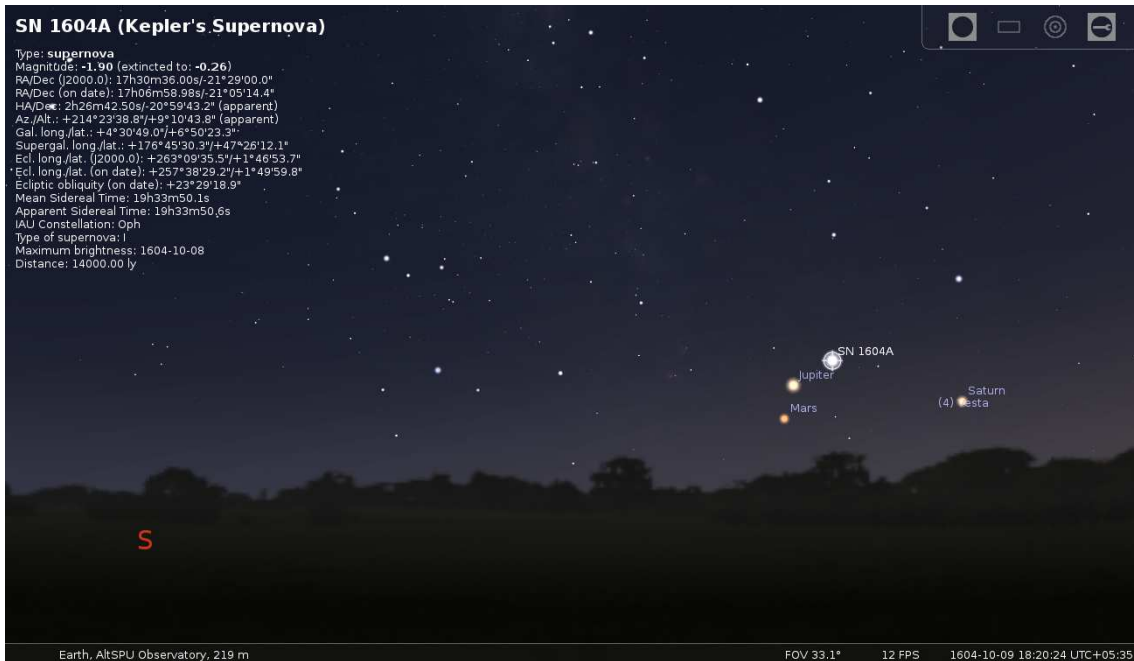 SN 1604A (Kepler's Supernova)
Type: supernova
Magnitude: -1.90 (extincted to: -0.26)
RA/Dec (J2000.0): 17h30m36.00s/-21°29'00.0"
RA/Dec (on date): 17h06m58.98s/-21°05'14.4"
HA/Dec: 2h26m42.50s/-20°59'43.2" (apparent)
Az./Alt.: +214°23'38.8"/+9°10'43.8" (apparent)
Gal. long./lat.: +4°30'49.0"/+6°50'23.3"
Supergal. long./lat.: +176°45'30.3"/+47°26'12.1"
Ecl. long./lat. (J2000.0): +263°09'35.5"/+1°46'53.7"
Ecl. long./lat. (on date): +257°38'29.2"/+1°49'59.8"
Ecliptic obliquity (on date): +23°29'18.9"
Mean Sidereal Time: 19h33m50.1s
Apparent Sidereal Time: 19h33m50.6s
IAU Constellation: Oph
Type of supernova: I
Maximum brightness: 1604-10-08
Distance: 14000.00 ly
SN 1604A
Jupiter
Saturn
(4) Vesta
Mars
S
Earth, AltSPU Observatory, 219 m FOV 33.1° 12 FPS 1604-10-09 18:20:24 UTC+05:35